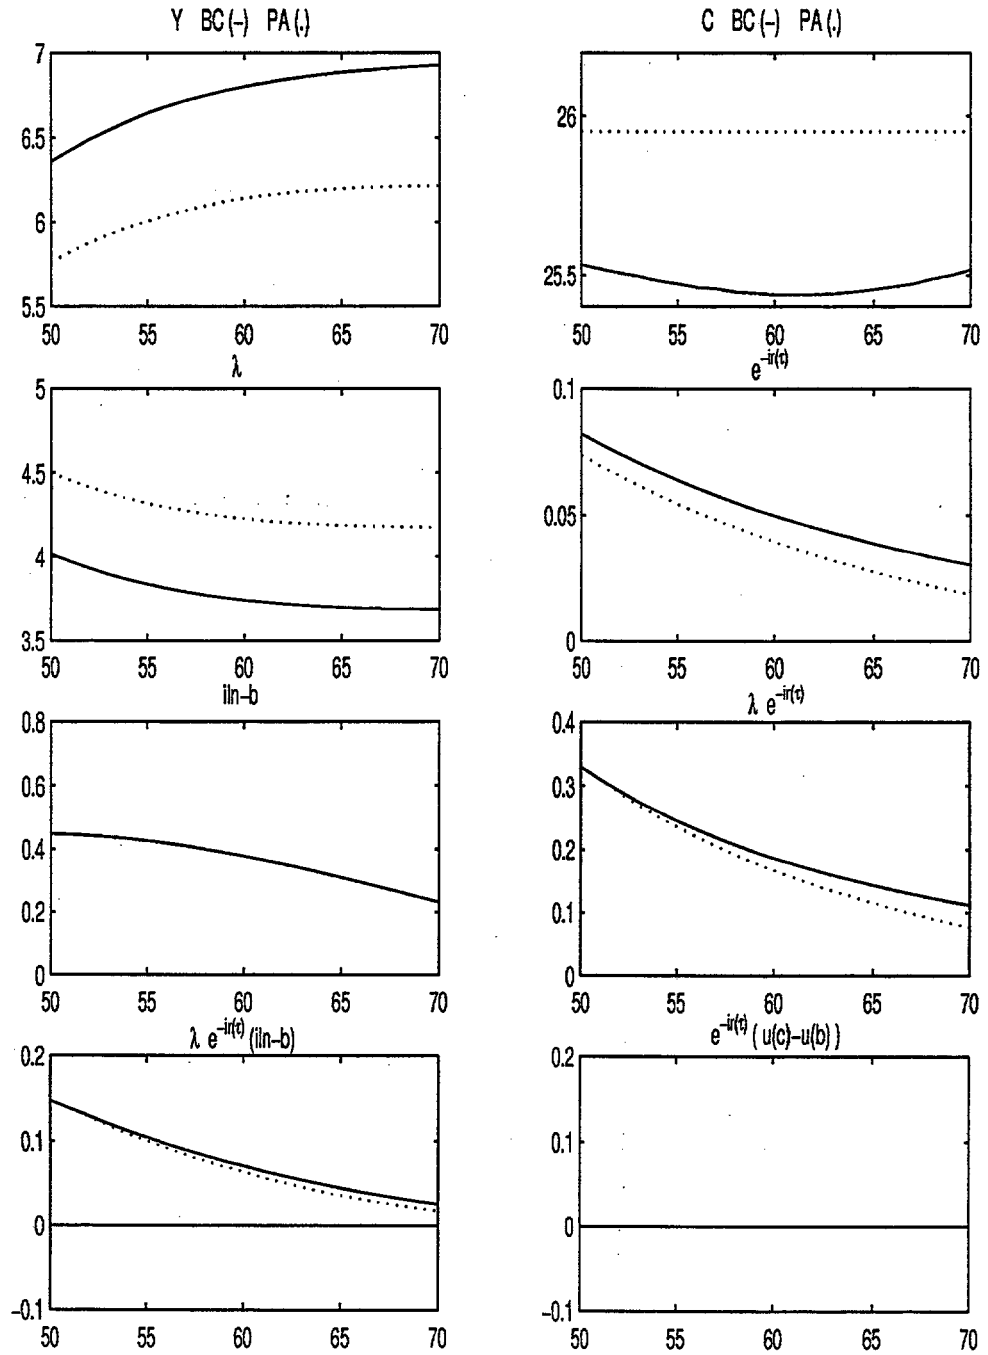 Y BC(-) PA(.)
7
6.5
6
5.5
50 55 60 65 70
C BC(-) PA(.)
26
25.5
50 55 60 65 70
λ
5
4.5
4
3.5
50 55 60 65 70
e^-ir(τ)
0.1
0.05
0
50 55 60 65 70
iln-b
0.8
0.6
0.4
0.2
0
50 55 60 65 70
λ e^-ir(τ)
0.4
0.3
0.2
0.1
0
50 55 60 65 70
λ e^-ir(τ) (iln-b)
0.2
0.1
0
-0.1
50 55 60 65 70
e^-ir(τ) ( u(c)-u(b) )
0.2
0.1
0
-0.1
50 55 60 65 70